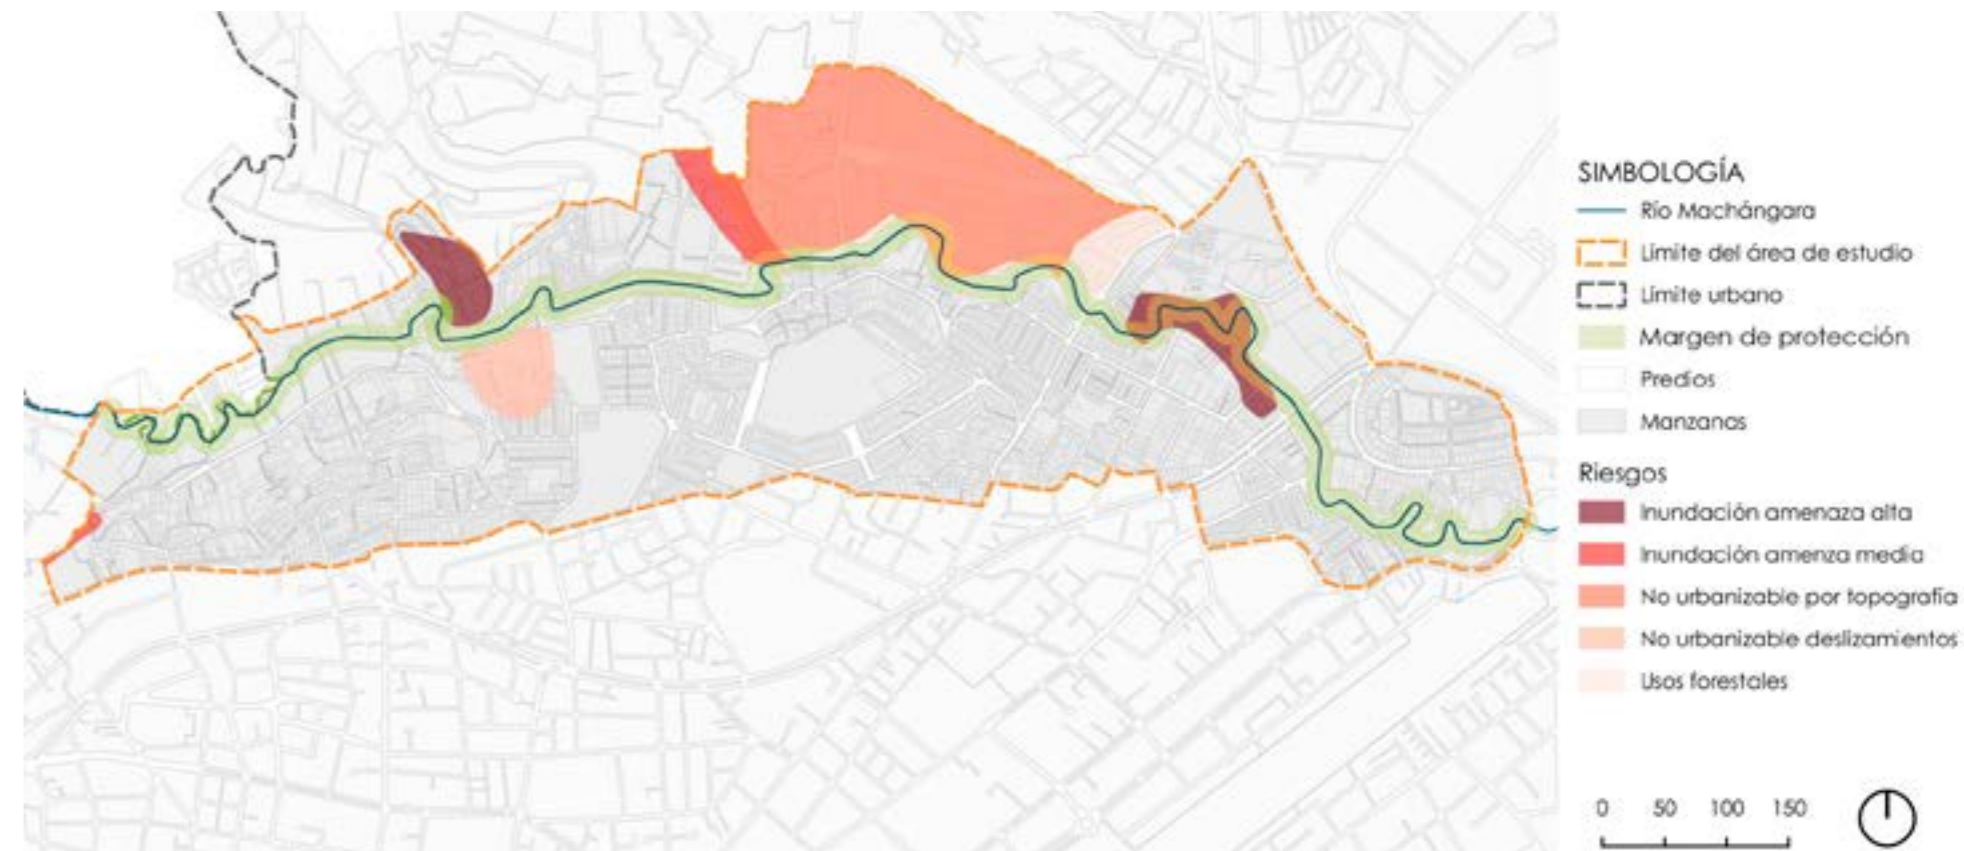 SIMBOLOGÍA
Río Machángara
Límite del área de estudio
Límite urbano
Margen de protección
Predios
Manzanas
Riesgos
Inundación amenaza alta
Inundación amenza media
No urbanizable por topografía
No urbanizable deslizamientos
Usos forestales
0 50 100 150